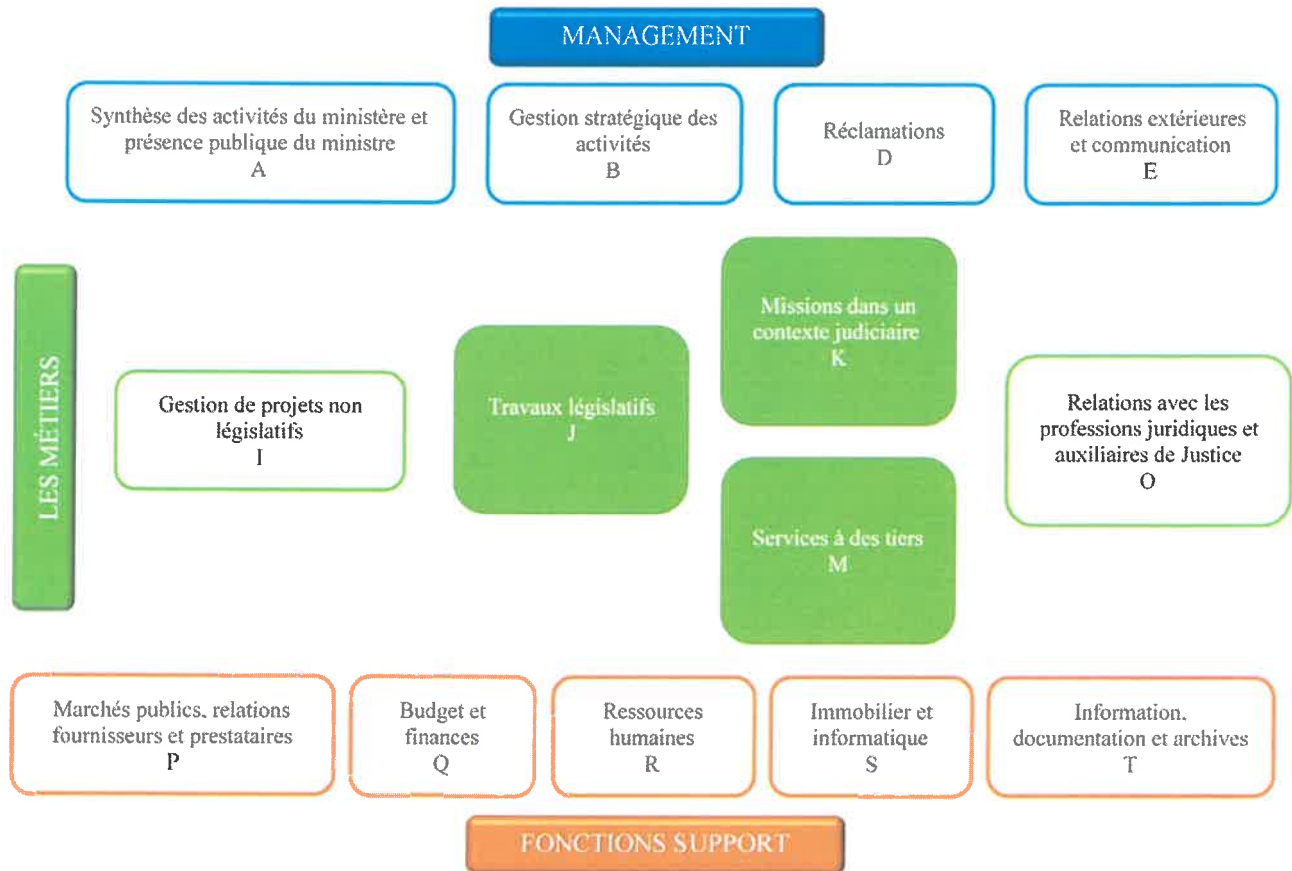 MANAGEMENT
Synthèse des activités du ministère et
présence publique du ministre
A
Gestion stratégique des
activités
B
Réclamations
D
Relations extérieures
et communication
E
LES MÉTIERS
Gestion de projets non
législatifs
I
Travaux législatifs
J
Missions dans un
contexte judiciaire
K
Services à des tiers
M
Relations avec les
professions juridiques et
auxiliaires de Justice
O
Marchés publics, relations
fournisseurs et prestataires
P
Budget et
finances
Q
Ressources
humaines
R
Immobilier et
informatique
S
Information,
documentation et archives
T
FONCTIONS SUPPORT